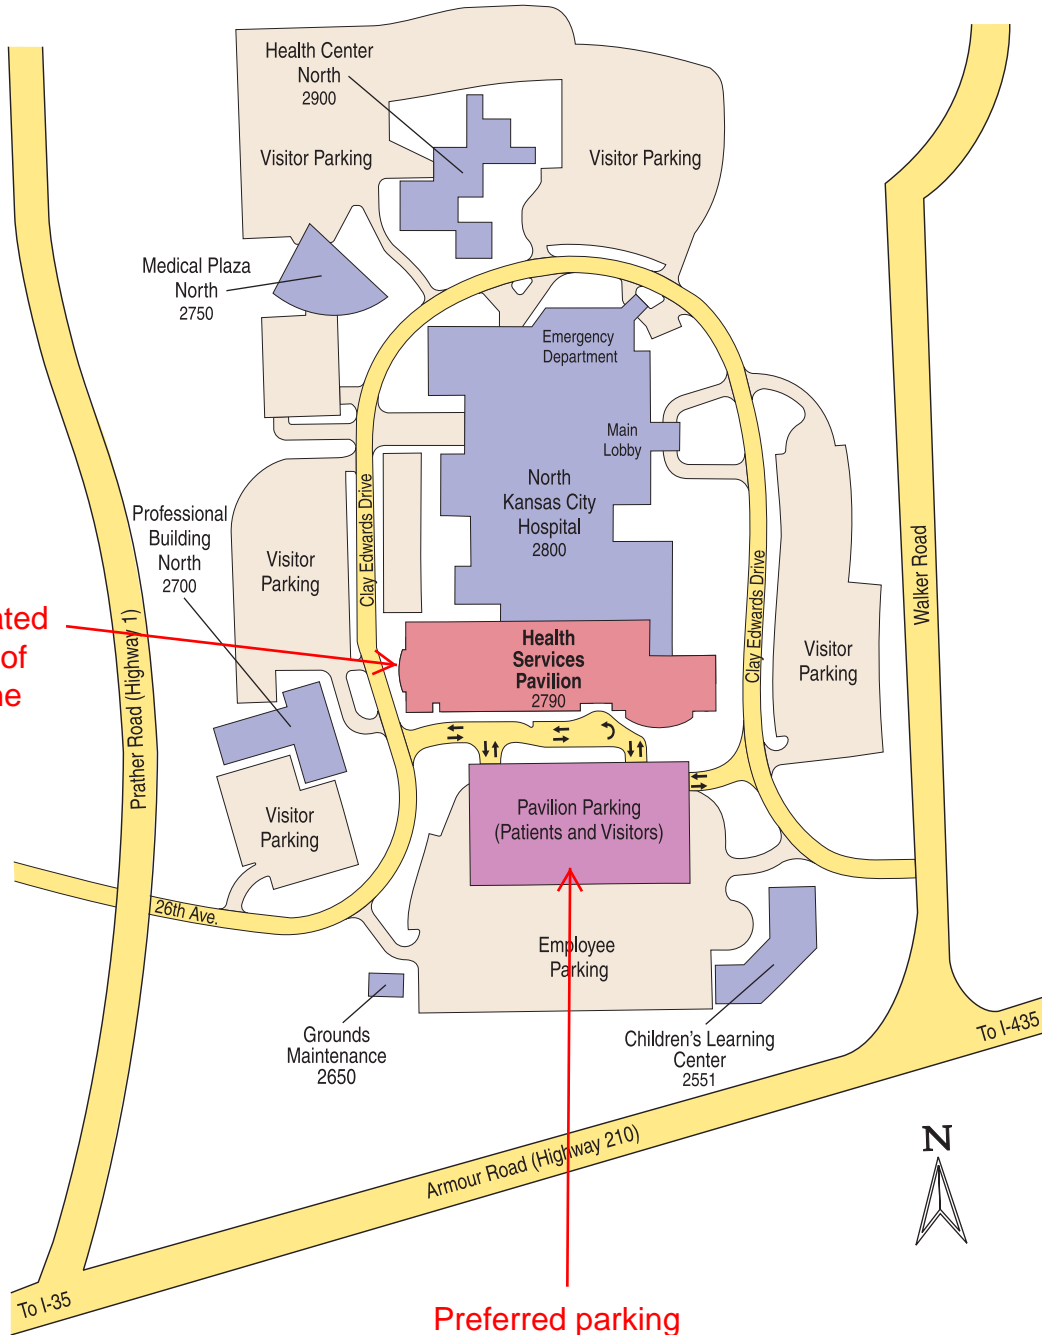 Health Center
North
2900
Visitor Parking
Visitor Parking
Medical Plaza
North
2750
Emergency
Department
Main
Lobby
North
Kansas City
Hospital
2800
Professional
Building
North
2700
Visitor
Parking
Clay Edwards Drive
Clay Edwards Drive
Walker Road
Prather Road (Highway 1)
ated
of
ne
Health
Services
Pavilion
2790
Visitor
Parking
Visitor
Parking
Pavilion Parking
(Patients and Visitors)
26th Ave.
Employee
Parking
Grounds
Maintenance
2650
Children's Learning
Center
2551
To I-435
Armour Road (Highway 210)
N
To I-35
Preferred parking